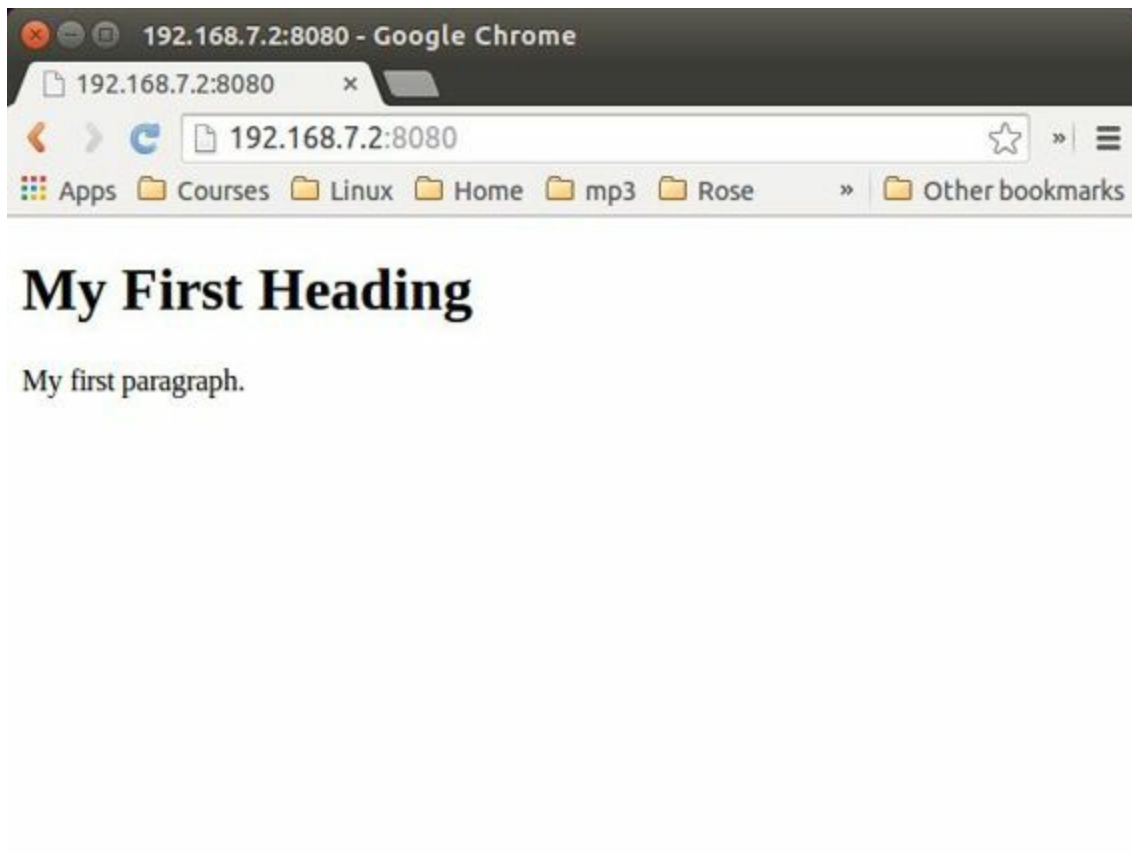 192.168.7.2:8080 - Google Chrome
192.168.7.2:8080
192.168.7.2:8080
Apps Courses Linux Home mp3 Rose » Other bookmarks
My First Heading
My first paragraph.